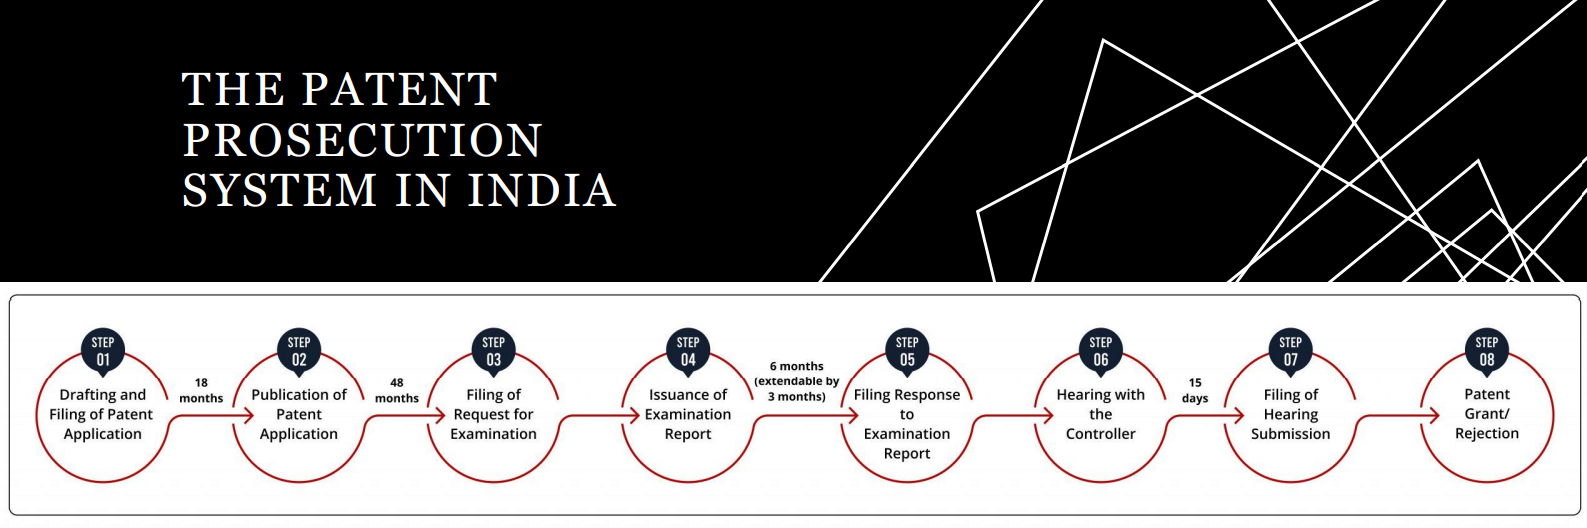 THE PATENT
PROSECUTION
SYSTEM IN INDIA
STEP
01
Drafting and
Filing of Patent
Application
18
months
STEP
02
Publication of
Patent
Application
48
months
STEP
03
Filing of
Request for
Examination
STEP
04
Issuance of
Examination
Report
6 months
(extendable by
3 months)
STEP
05
Filing Response
to
Examination
Report
STEP
06
Hearing with
the
Controller
15
days
STEP
07
Filing of
Hearing
Submission
STEP
08
Patent
Grant/
Rejection